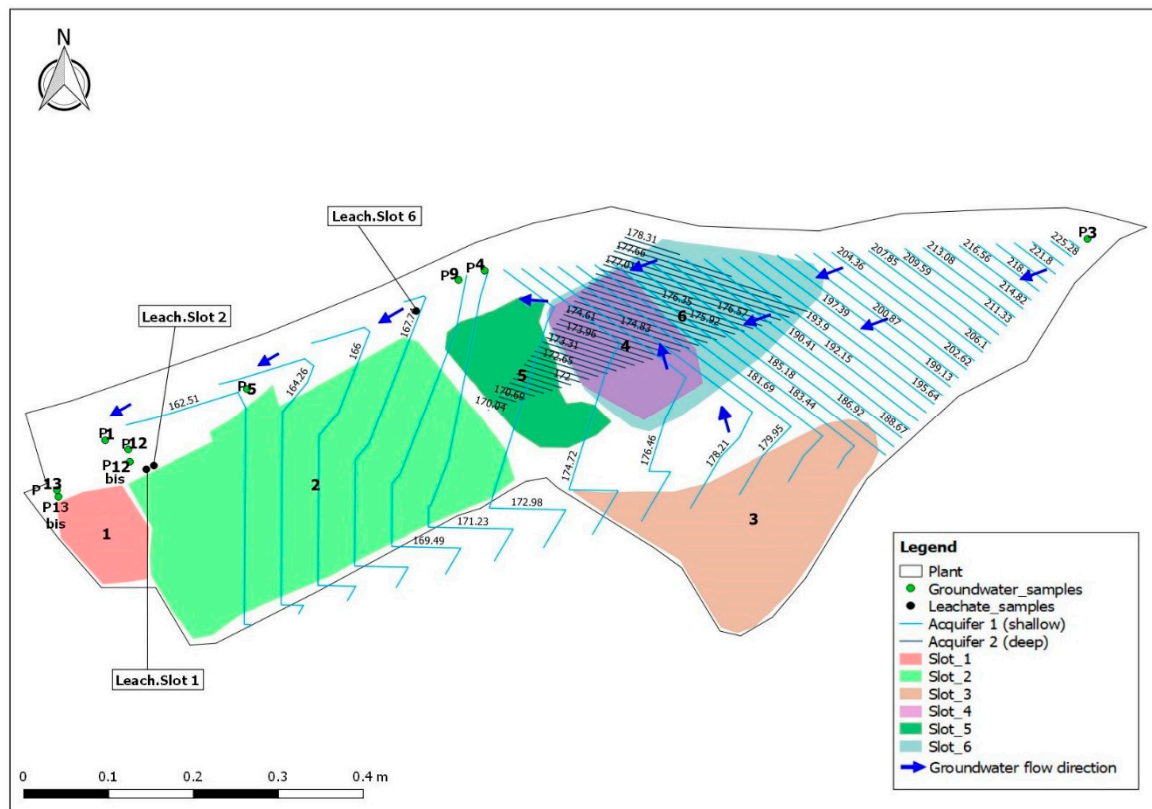 N
P3
225.28
221.8
218.
216.56
214.82
213.08
211.33
209.59
207.85
206.1
204.36
202.62
200.87
199.13
197.39
195.64
193.9
192.15
190.41
188.67
186.92
185.18
183.44
181.69
179.95
178.21
176.46
174.72
172.98
171.23
169.49
167.7
166
164.26
162.51
178.31
177.66
177.01
176.35
176.57
175.92
174.61
174.83
173.96
173.31
172.65
172
170.69
170.04
Leach.Slot 6
P9
P4
Leach.Slot 2
P5
P1
P12
P12
bis
P13
P13
bis
1
2
3
4
5
6
Leach.Slot 1
Legend
Plant
Groundwater_samples
Leachate_samples
Acquifer 1 (shallow)
Acquifer 2 (deep)
Slot_1
Slot_2
Slot_3
Slot_4
Slot_5
Slot_6
Groundwater flow direction
0 0.1 0.2 0.3 0.4 m